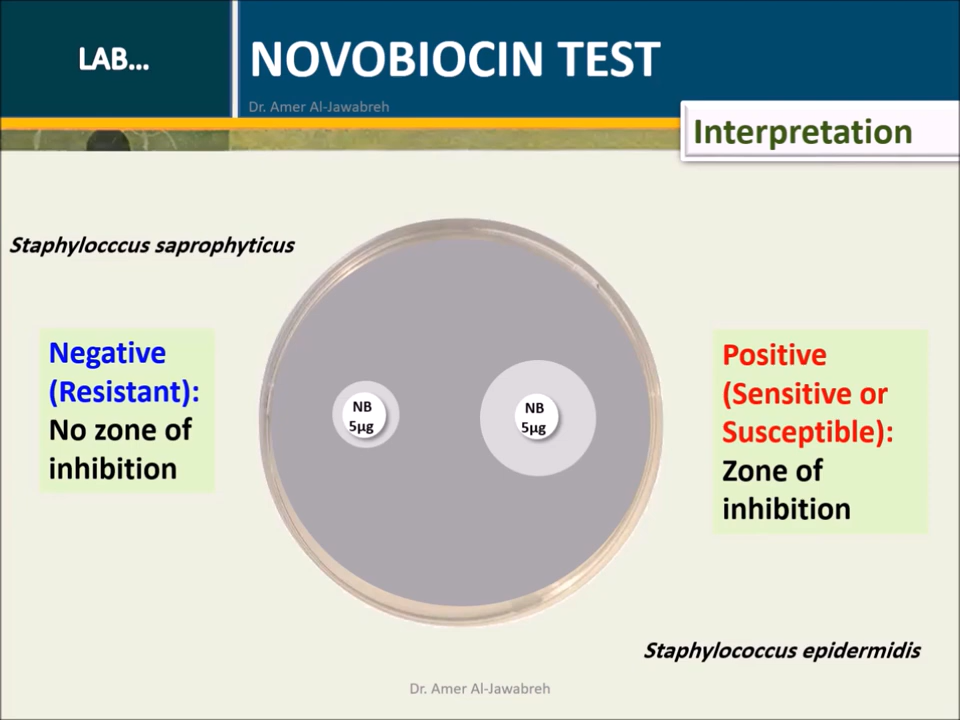 LAB...
NOVOBIOCIN TEST
Dr. Amer Al-Jawabreh
Interpretation
Staphylocccus saprophyticus
Negative
(Resistant):
No zone of
inhibition
NB
5µg
NB
5µg
Positive
(Sensitive or
Susceptible):
Zone of
inhibition
Staphylococcus epidermidis
Dr. Amer Al-Jawabreh